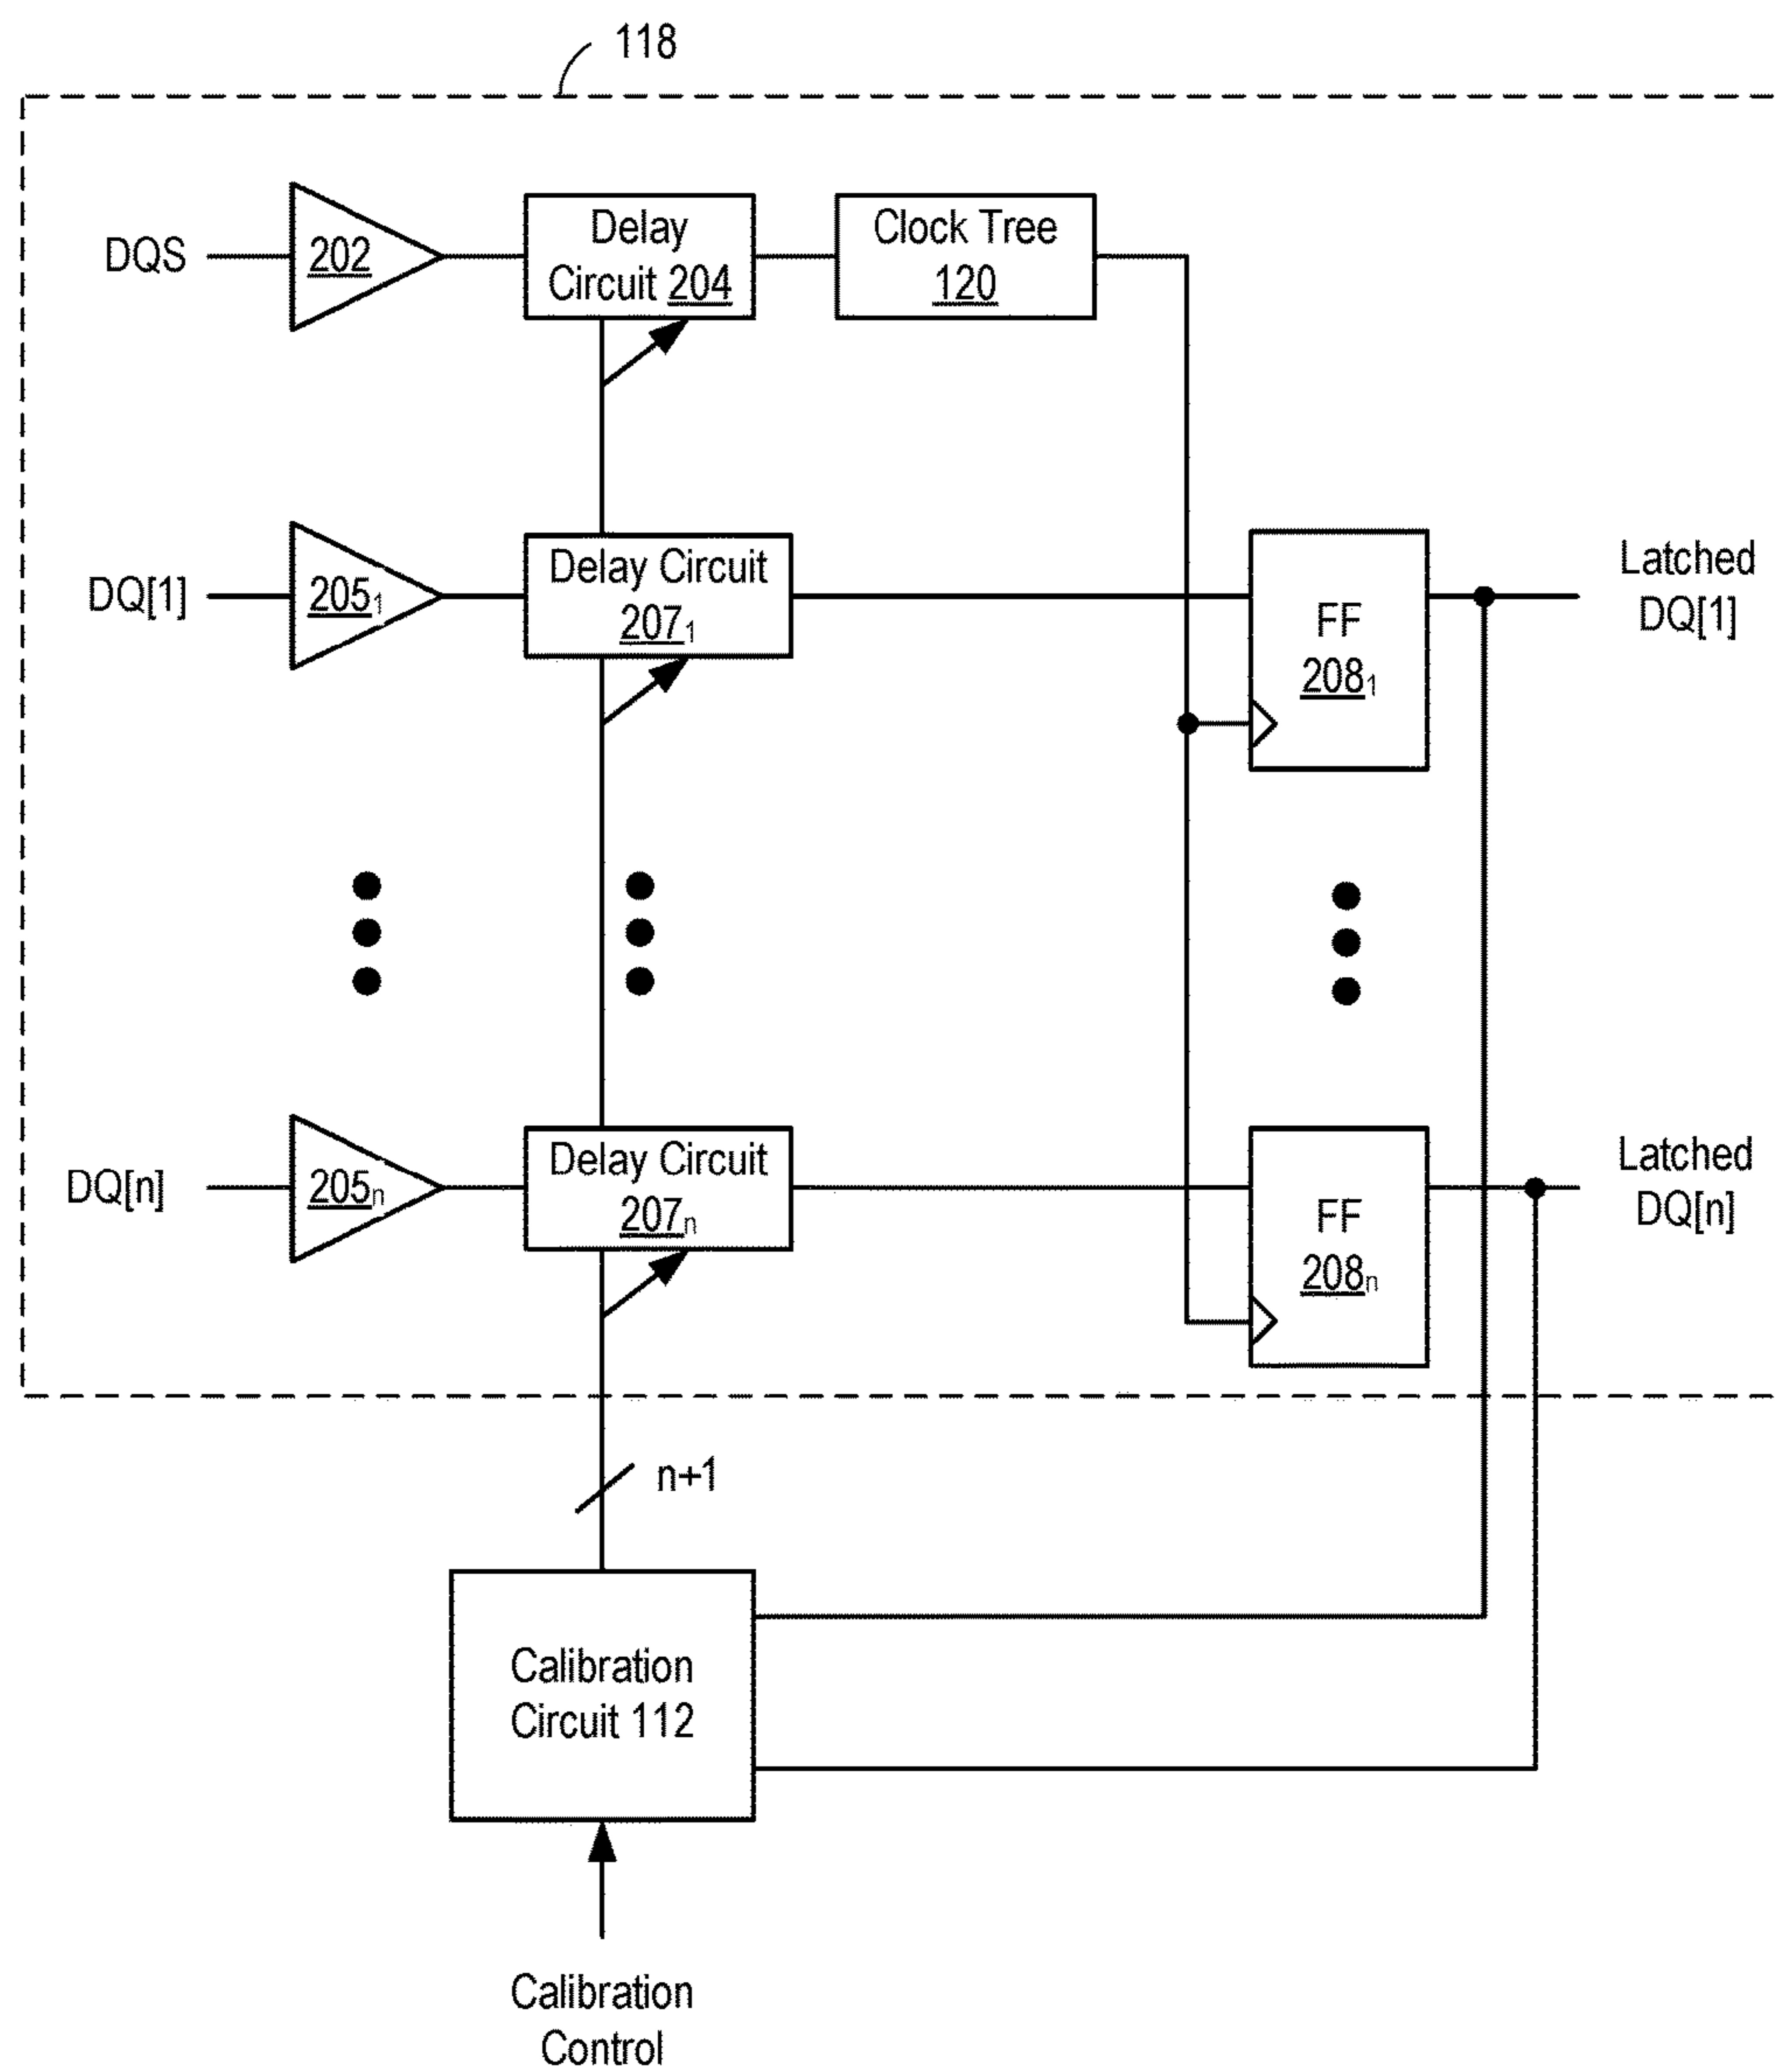 118
DQS
202
Delay
Circuit 204
Clock Tree
120
DQ[1]
205₁
Delay Circuit
207₁
FF
208₁
Latched
DQ[1]
DQ[n]
205ₙ
Delay Circuit
207ₙ
FF
208ₙ
Latched
DQ[n]
n+1
Calibration
Circuit 112
Calibration
Control